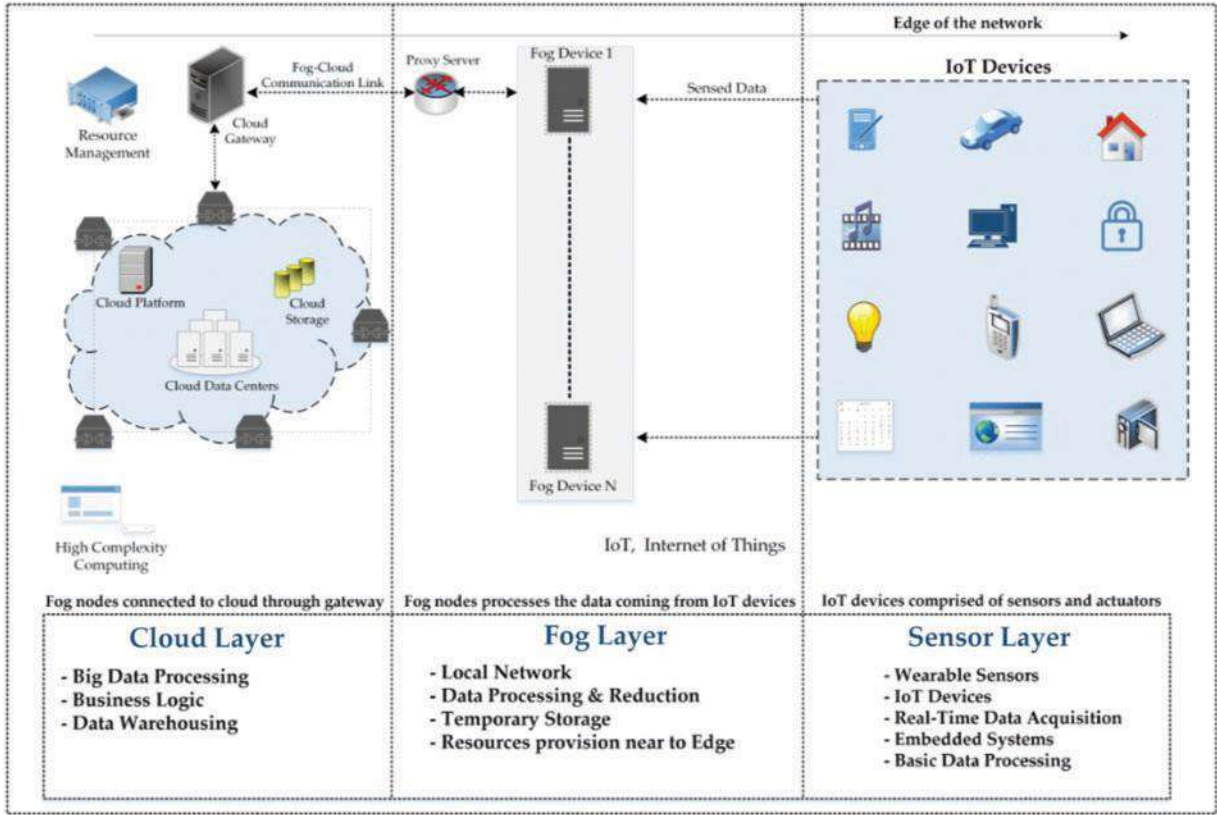 Edge of the network
Fog Device 1
Proxy Server
Fog-Cloud
Communication Link
IoT Devices
Sensed Data
Cloud
Gateway
Resource
Management
Cloud Platform
Cloud
Storage
Cloud Data Centers
Fog Device N
High Complexity
Computing
IoT, Internet of Things
Fog nodes connected to cloud through gateway
Fog nodes processes the data coming from IoT devices
IoT devices comprised of sensors and actuators
Cloud Layer
- Big Data Processing
- Business Logic
- Data Warehousing
Fog Layer
- Local Network
- Data Processing & Reduction
- Temporary Storage
- Resources provision near to Edge
Sensor Layer
- Wearable Sensors
- IoT Devices
- Real-Time Data Acquisition
- Embedded Systems
- Basic Data Processing